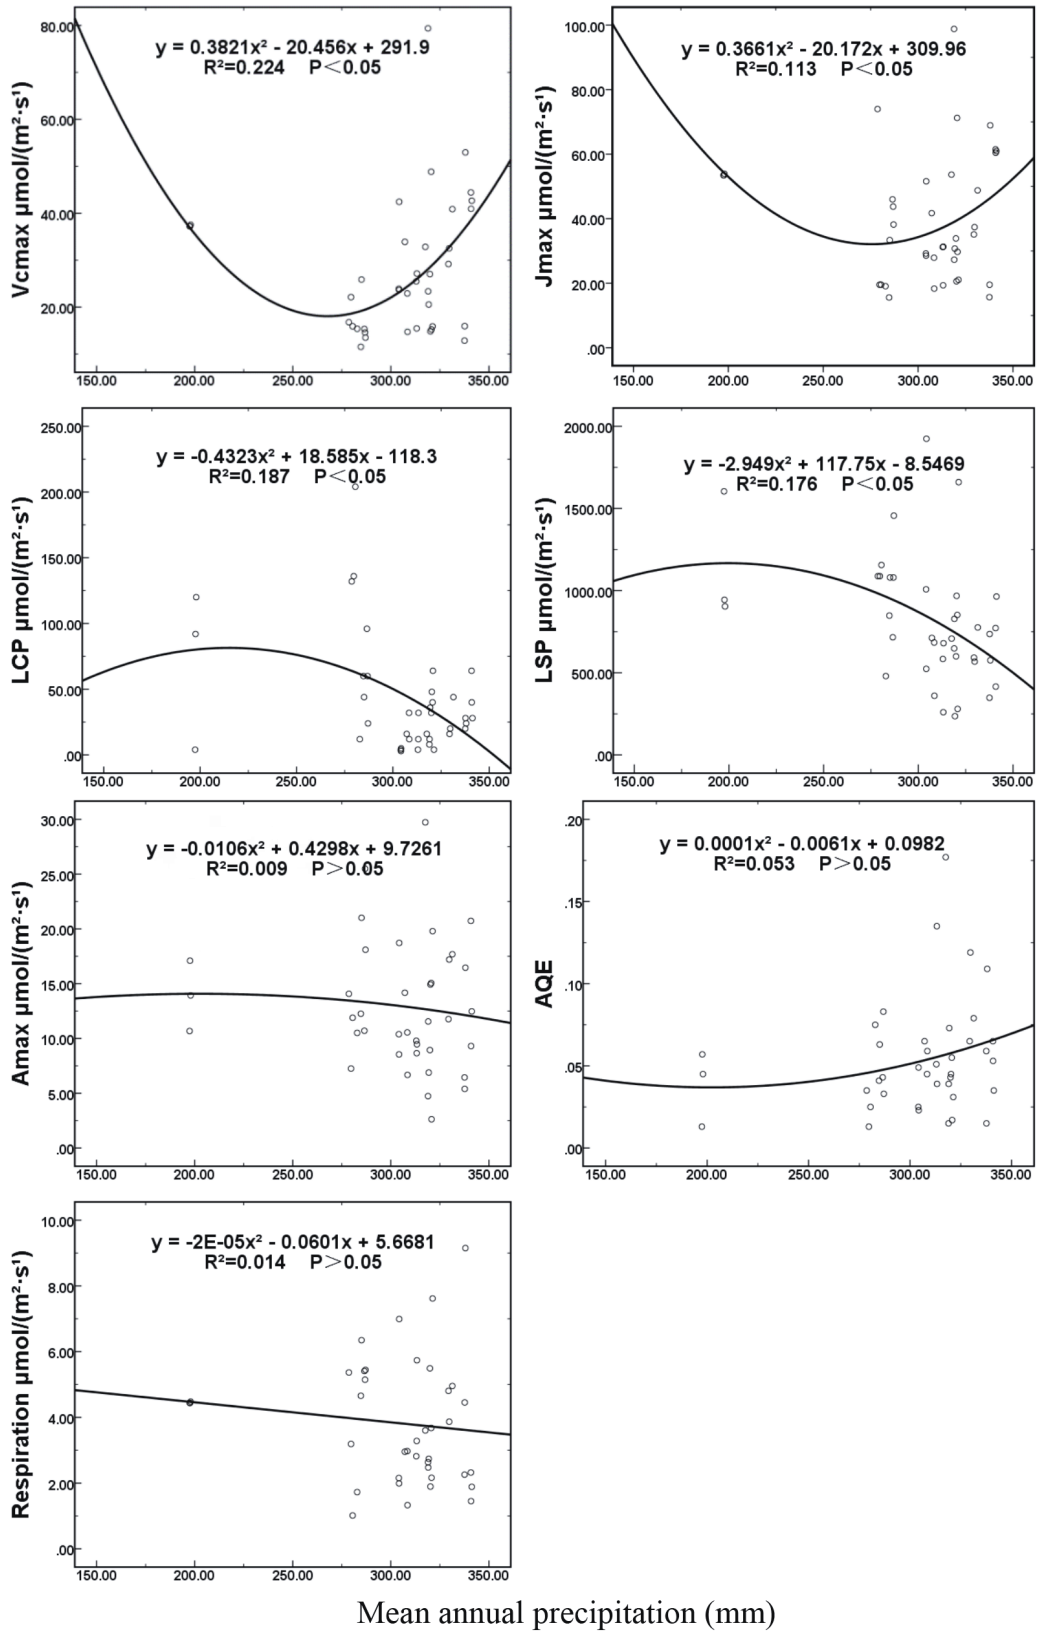 80.00
60.00
40.00
20.00
Vcmax µmol/(m²·s¹)
y = 0.3821x² - 20.456x + 291.9
R²=0.224 P＜0.05
150.00 200.00 250.00 300.00 350.00
100.00
80.00
60.00
40.00
20.00
.00
Jmax µmol/(m²·s¹)
y = 0.3661x² - 20.172x + 309.96
R²=0.113 P＜0.05
150.00 200.00 250.00 300.00 350.00
250.00
200.00
150.00
100.00
50.00
.00
LCP µmol/(m²·s¹)
y = -0.4323x² + 18.585x - 118.3
R²=0.187 P＜0.05
150.00 200.00 250.00 300.00 350.00
2000.00
1500.00
1000.00
500.00
.00
LSP µmol/(m²·s¹)
y = -2.949x² + 117.75x - 8.5469
R²=0.176 P＜0.05
150.00 200.00 250.00 300.00 350.00
30.00
25.00
20.00
15.00
10.00
5.00
.00
Amax µmol/(m²·s¹)
y = -0.0106x² + 0.4298x + 9.7261
R²=0.009 P＞0.05
150.00 200.00 250.00 300.00 350.00
.20
.15
.10
.05
.00
AQE
y = 0.0001x² - 0.0061x + 0.0982
R²=0.053 P＞0.05
150.00 200.00 250.00 300.00 350.00
10.00
8.00
6.00
4.00
2.00
.00
Respiration µmol/(m²·s¹)
y = -2E-05x² - 0.0601x + 5.6681
R²=0.014 P＞0.05
150.00 200.00 250.00 300.00 350.00
Mean annual precipitation (mm)